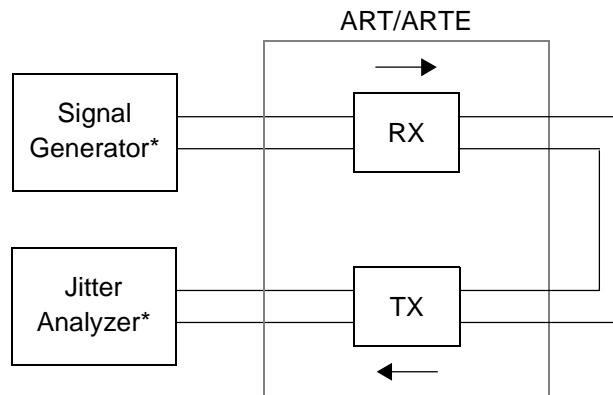 ART/ARTE
Signal
Generator*
RX
Jitter
Analyzer*
TX